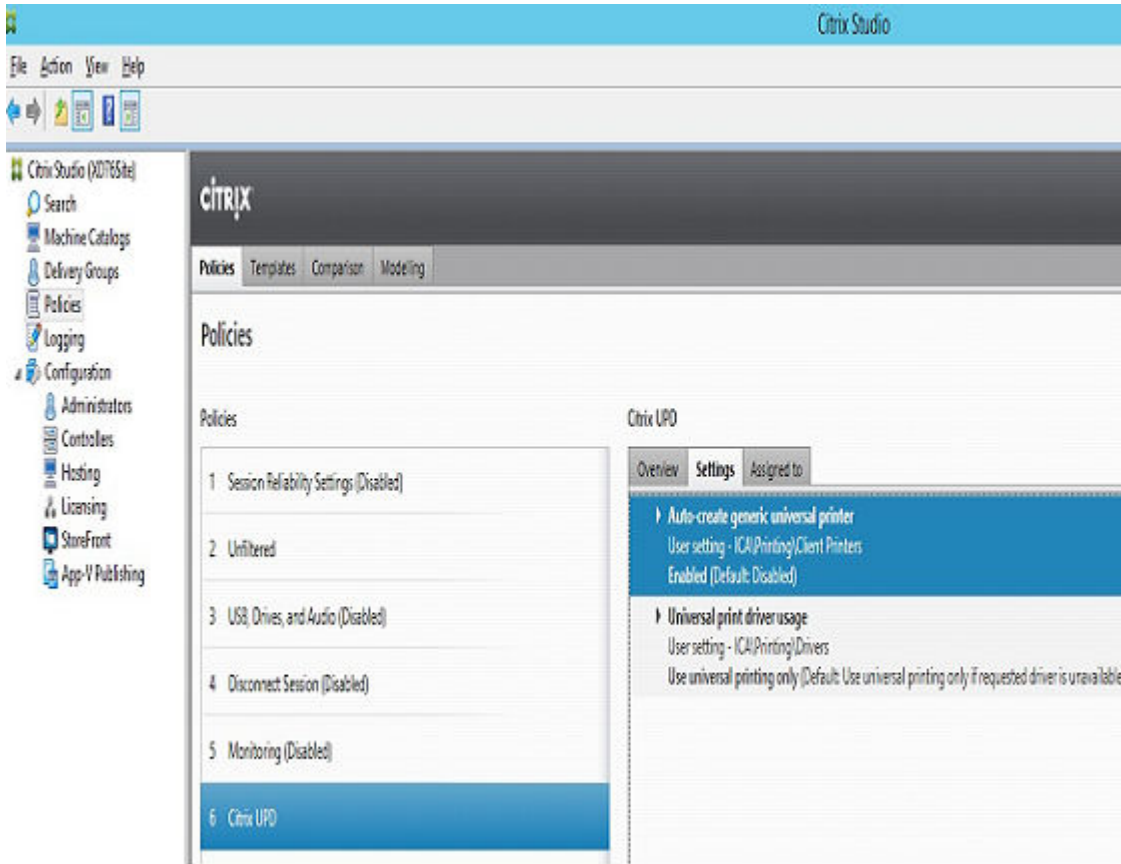 Citrix Studio
File Action View Help
Citrix Studio (XD76Site)
Search
Machine Catalogs
Delivery Groups
Policies
Logging
Configuration
Administrators
Controllers
Hosting
Licensing
StoreFront
App-V Publishing
CITRIX
Policies Templates Comparison Modelling
Policies
Policies
1 Session Reliability Settings (Disabled)
2 Unfiltered
3 USB, Drives, and Audio (Disabled)
4 Disconnect Session (Disabled)
5 Monitoring (Disabled)
6 Citrix UPD
Citrix UPD
Overview Settings Assigned to
Auto-create generic universal printer
User setting - ICA\Printing\Client Printers
Enabled (Default: Disabled)
Universal print driver usage
User setting - ICA\Printing\Drivers
Use universal printing only (Default: Use universal printing only if requested driver is unavailable